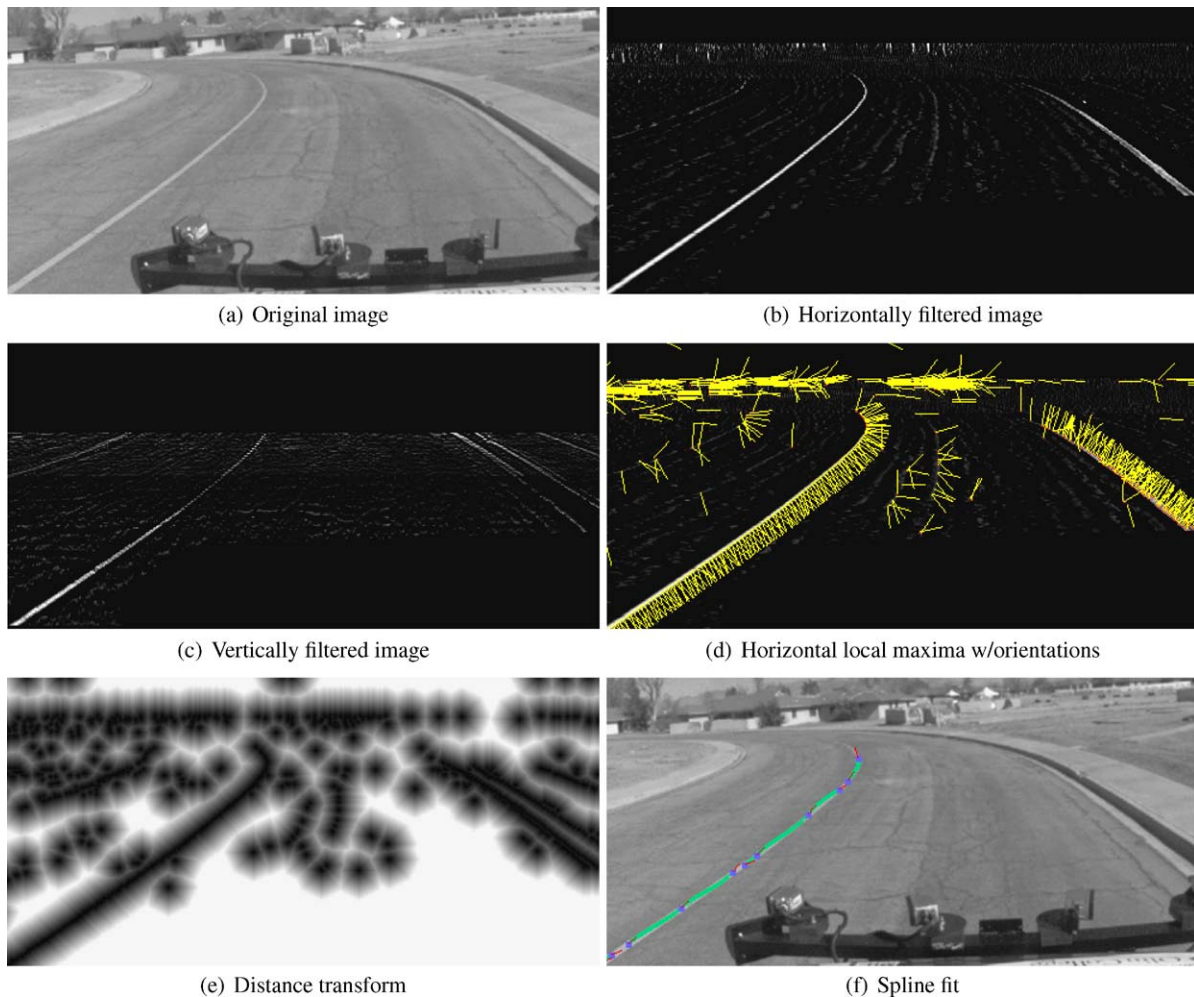 (a) Original image
(b) Horizontally filtered image
(c) Vertically filtered image
(d) Horizontal local maxima w/orientations
(e) Distance transform
(f) Spline fit